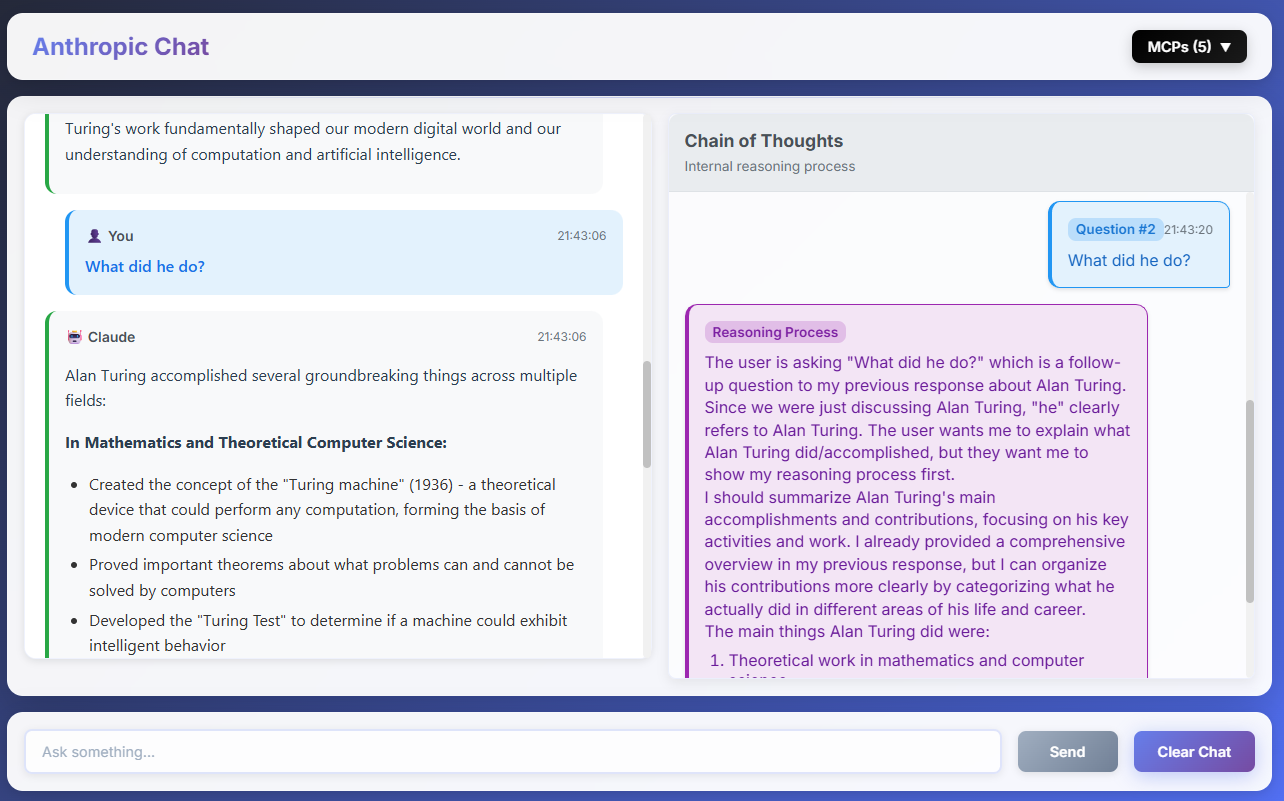 Anthropic Chat
MCPs (5) ▼
Turing's work fundamentally shaped our modern digital world and our
understanding of computation and artificial intelligence.
You
21:43:06
What did he do?
Claude
21:43:06
Alan Turing accomplished several groundbreaking things across multiple
fields:
In Mathematics and Theoretical Computer Science:
• Created the concept of the "Turing machine" (1936) - a theoretical
device that could perform any computation, forming the basis of
modern computer science
• Proved important theorems about what problems can and cannot be
solved by computers
• Developed the "Turing Test" to determine if a machine could exhibit
intelligent behavior
Chain of Thoughts
Internal reasoning process
Question #2 21:43:20
What did he do?
Reasoning Process
The user is asking "What did he do?" which is a follow-
up question to my previous response about Alan Turing.
Since we were just discussing Alan Turing, "he" clearly
refers to Alan Turing. The user wants me to explain what
Alan Turing did/accomplished, but they want me to
show my reasoning process first.
I should summarize Alan Turing's main
accomplishments and contributions, focusing on his key
activities and work. I already provided a comprehensive
overview in my previous response, but I can organize
his contributions more clearly by categorizing what he
actually did in different areas of his life and career.
The main things Alan Turing did were:
1. Theoretical work in mathematics and computer
Ask something...
Send
Clear Chat